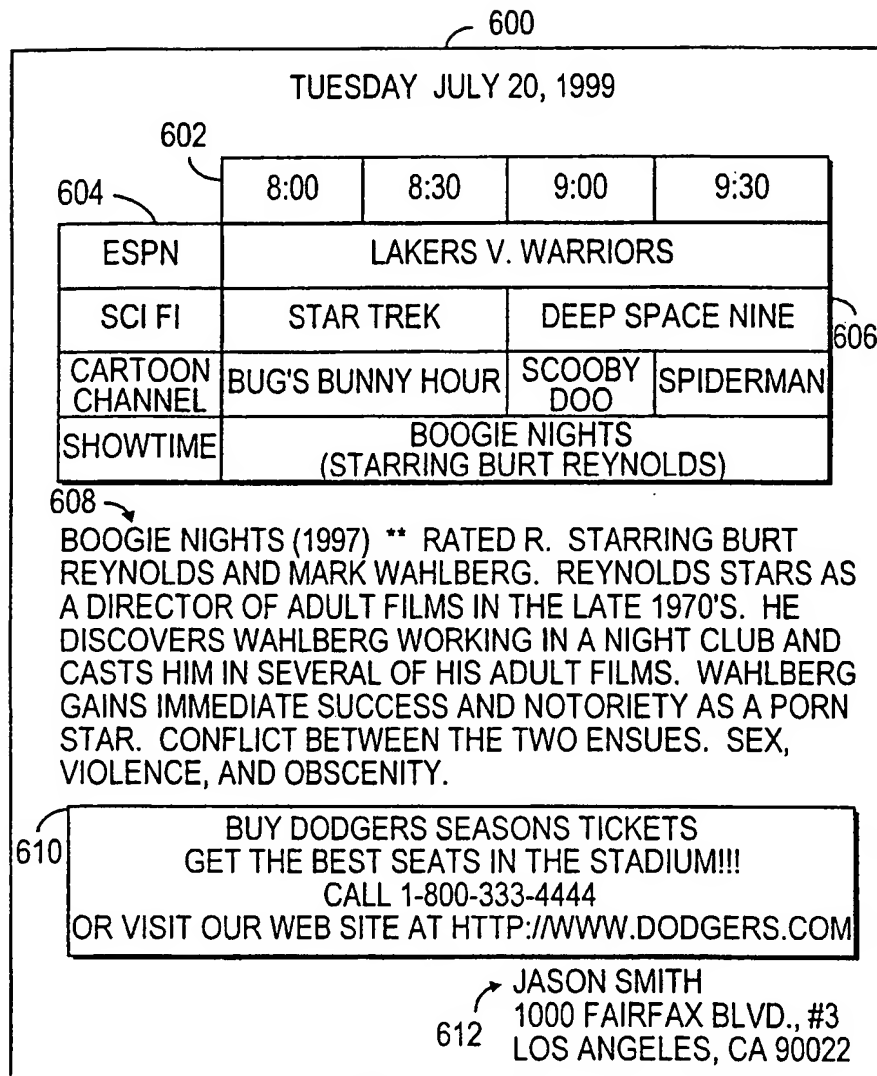 600
TUESDAY JULY 20, 1999
602
8:00 8:30 9:00 9:30
604
ESPN LAKERS V. WARRIORS
SCI FI STAR TREK DEEP SPACE NINE
606
CARTOON CHANNEL BUG'S BUNNY HOUR SCOOBY DOO SPIDERMAN
SHOWTIME BOOGIE NIGHTS
(STARRING BURT REYNOLDS)
608
BOOGIE NIGHTS (1997) ** RATED R. STARRING BURT
REYNOLDS AND MARK WAHLBERG. REYNOLDS STARS AS
A DIRECTOR OF ADULT FILMS IN THE LATE 1970'S. HE
DISCOVERS WAHLBERG WORKING IN A NIGHT CLUB AND
CASTS HIM IN SEVERAL OF HIS ADULT FILMS. WAHLBERG
GAINS IMMEDIATE SUCCESS AND NOTORIETY AS A PORN
STAR. CONFLICT BETWEEN THE TWO ENSUES. SEX,
VIOLENCE, AND OBSCENITY.
610
BUY DODGERS SEASONS TICKETS
GET THE BEST SEATS IN THE STADIUM!!!
CALL 1-800-333-4444
OR VISIT OUR WEB SITE AT HTTP://WWW.DODGERS.COM
612
JASON SMITH
1000 FAIRFAX BLVD., #3
LOS ANGELES, CA 90022